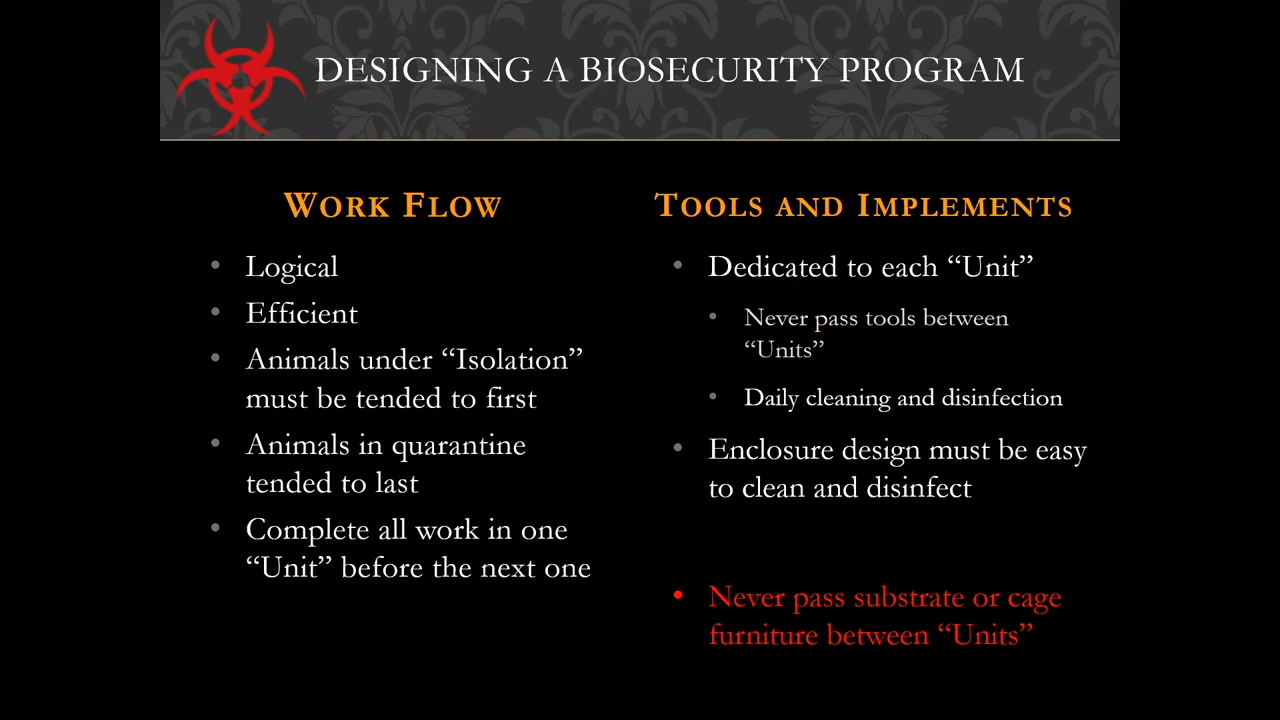 DESIGNING A BIOSECURITY PROGRAM
WORK FLOW
• Logical
• Efficient
• Animals under “Isolation”
must be tended to first
• Animals in quarantine
tended to last
• Complete all work in one
“Unit” before the next one
TOOLS AND IMPLEMENTS
• Dedicated to each “Unit”
• Never pass tools between
“Units”
• Daily cleaning and disinfection
• Enclosure design must be easy
to clean and disinfect
• Never pass substrate or cage
furniture between “Units”